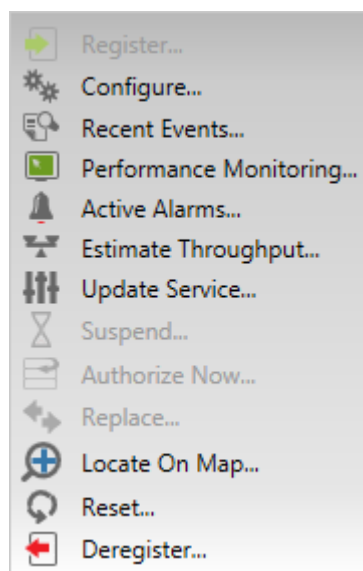 Register...
Configure...
Recent Events...
Performance Monitoring...
Active Alarms...
Estimate Throughput...
Update Service...
Suspend...
Authorize Now...
Replace...
Locate On Map...
Reset...
Deregister...